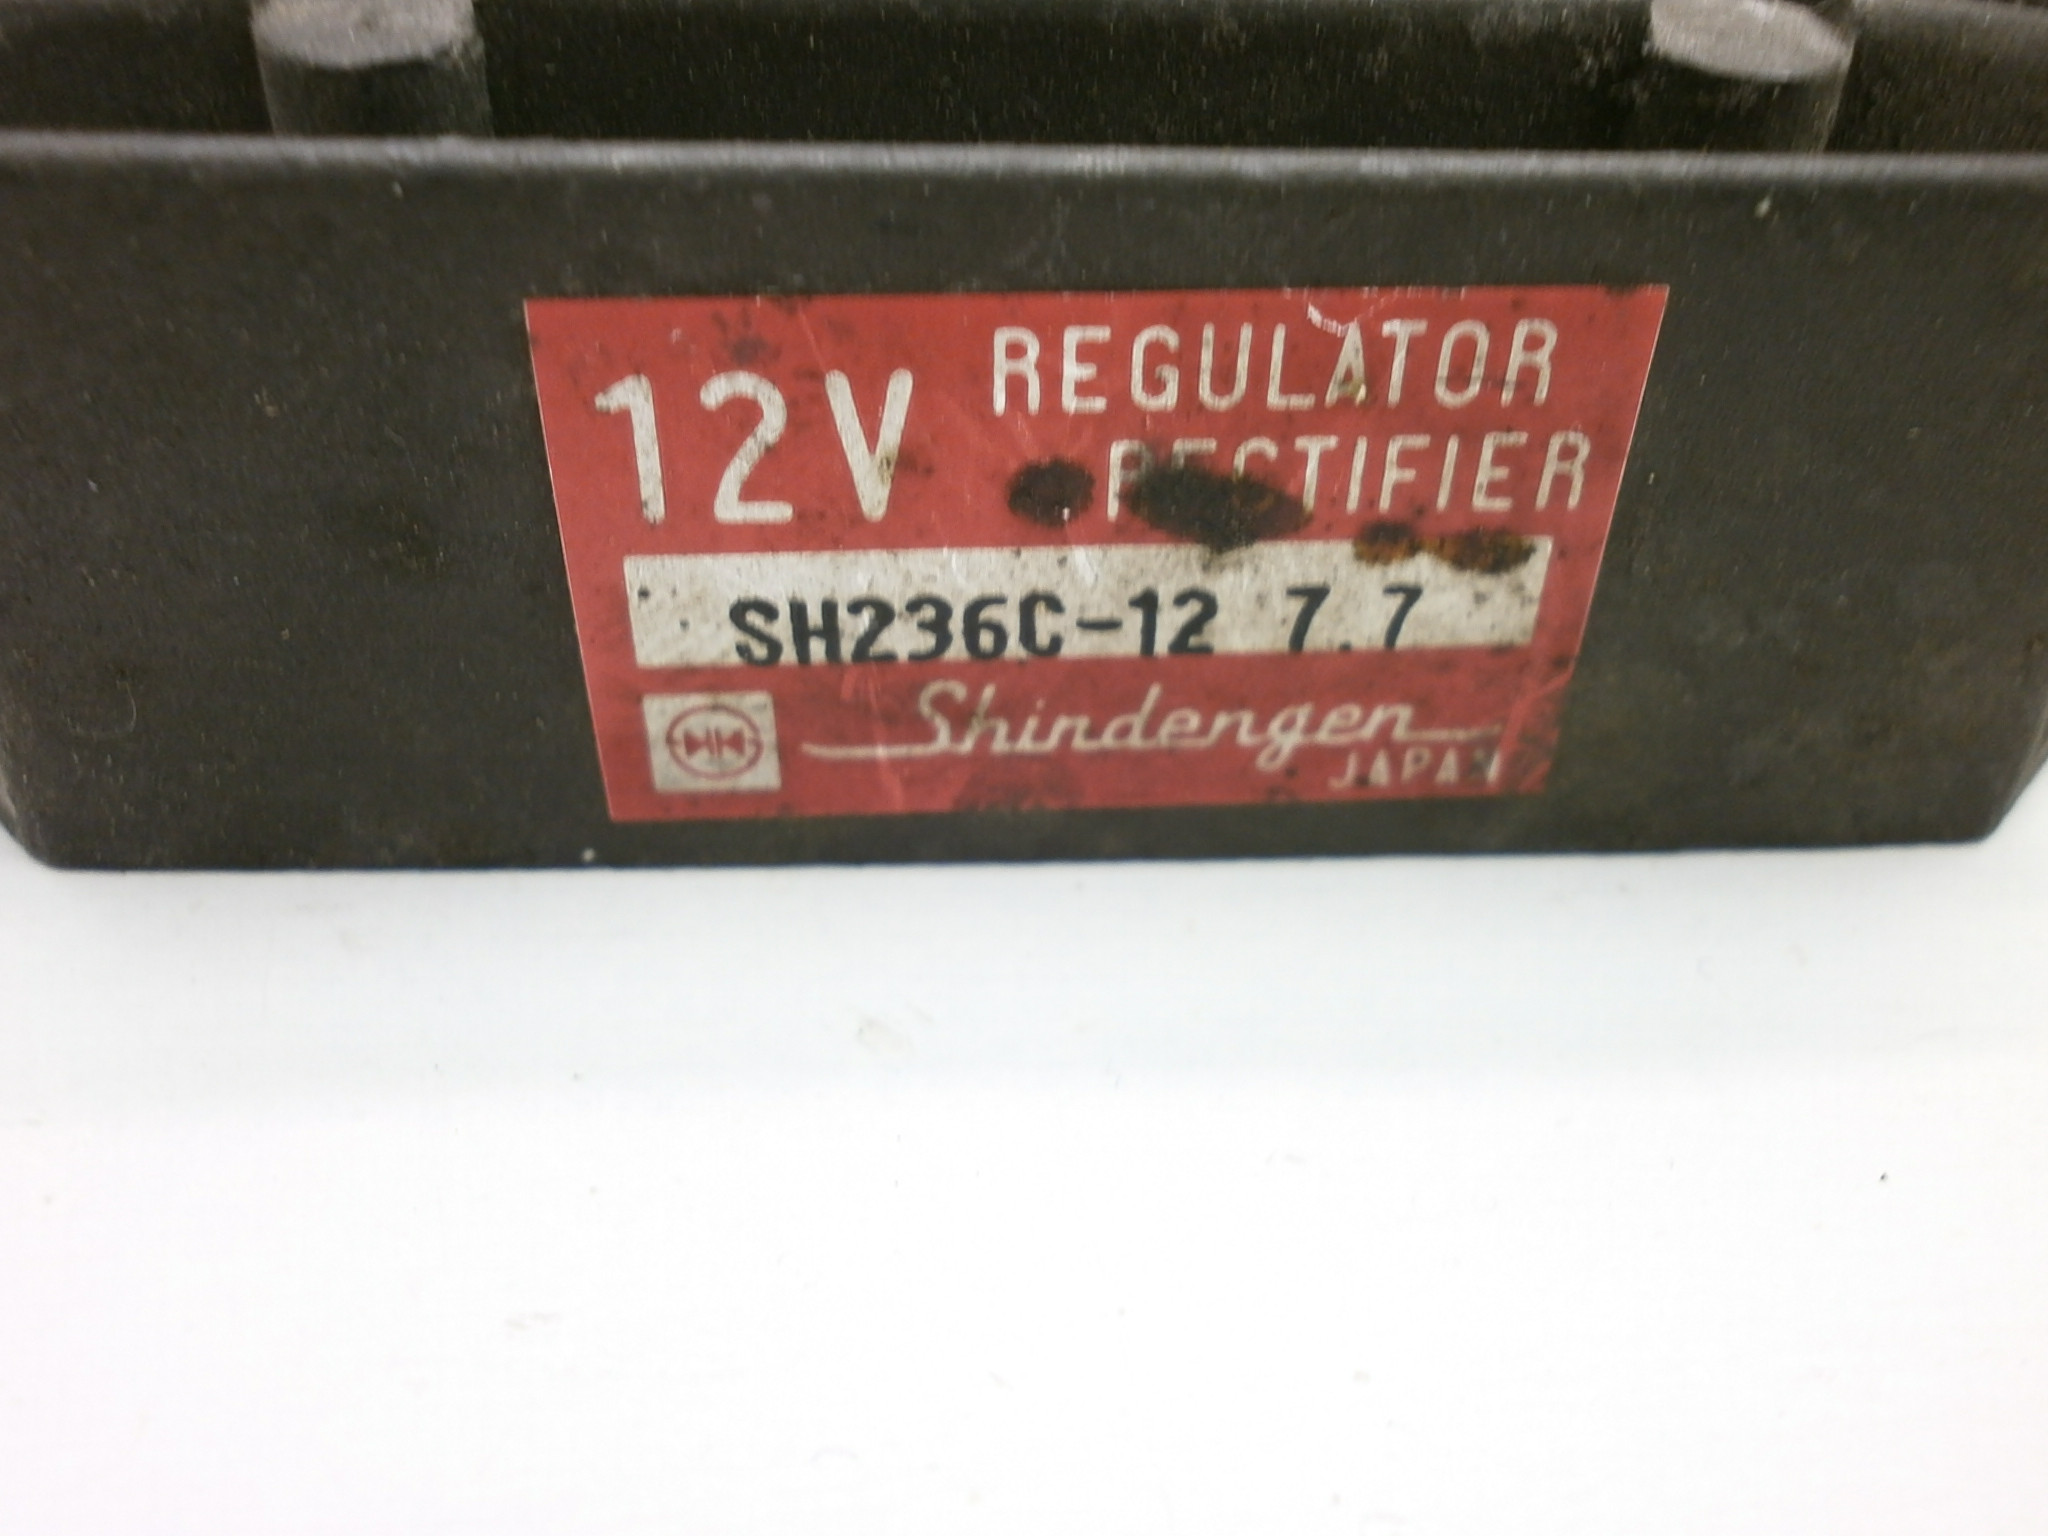 12V REGULATOR
RECTIFIER
SH236C-12 7.7
Shindengen
JAPAN